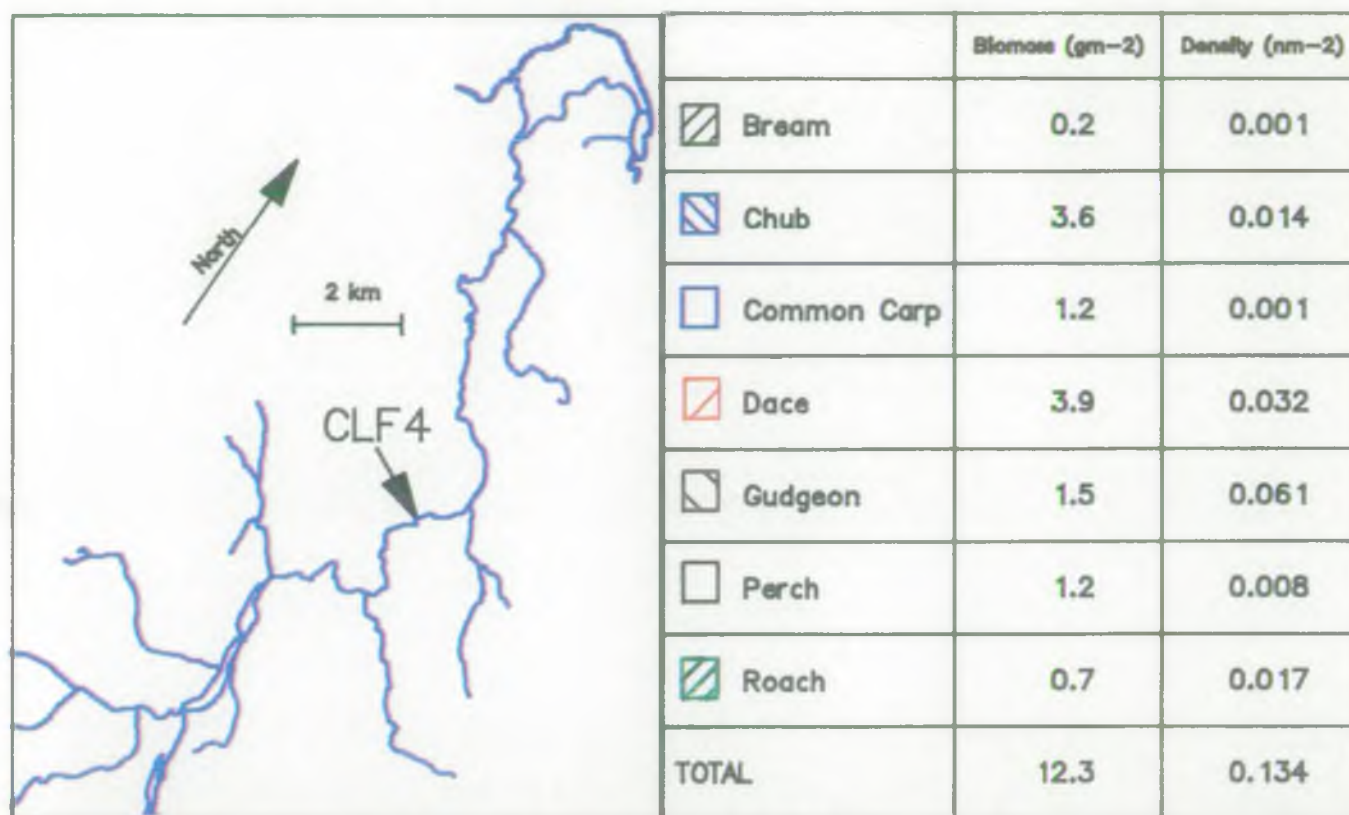 North
2 km
CLF4
Biomass (gm-2) Density (nm-2)
Bream 0.2 0.001
Chub 3.6 0.014
Common Carp 1.2 0.001
Dace 3.9 0.032
Gudgeon 1.5 0.061
Perch 1.2 0.008
Roach 0.7 0.017
TOTAL 12.3 0.134